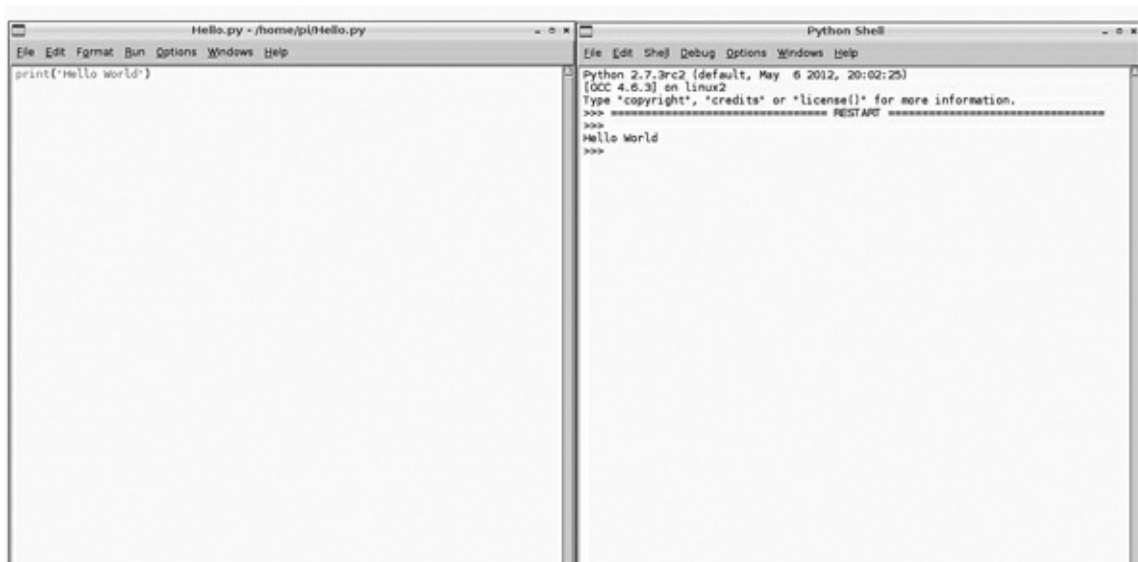 Hello.py - /home/pi/Hello.py
File Edit Format Run Options Windows Help
print("Hello World")
Python Shell
File Edit Shell Debug Options Windows Help
Python 2.7.3rc2 (default, May 6 2012, 20:02:25)
[GCC 4.6.3] on linux2
Type "copyright", "credits" or "license()" for more information.
>>> ================================ RESTART ================================
>>>
Hello World
>>>